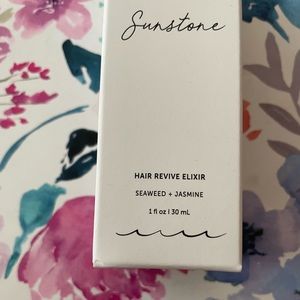 Sunstone
HAIR REVIVE ELIXIR
SEAWEED + JASMINE
1 fl oz | 30 mL